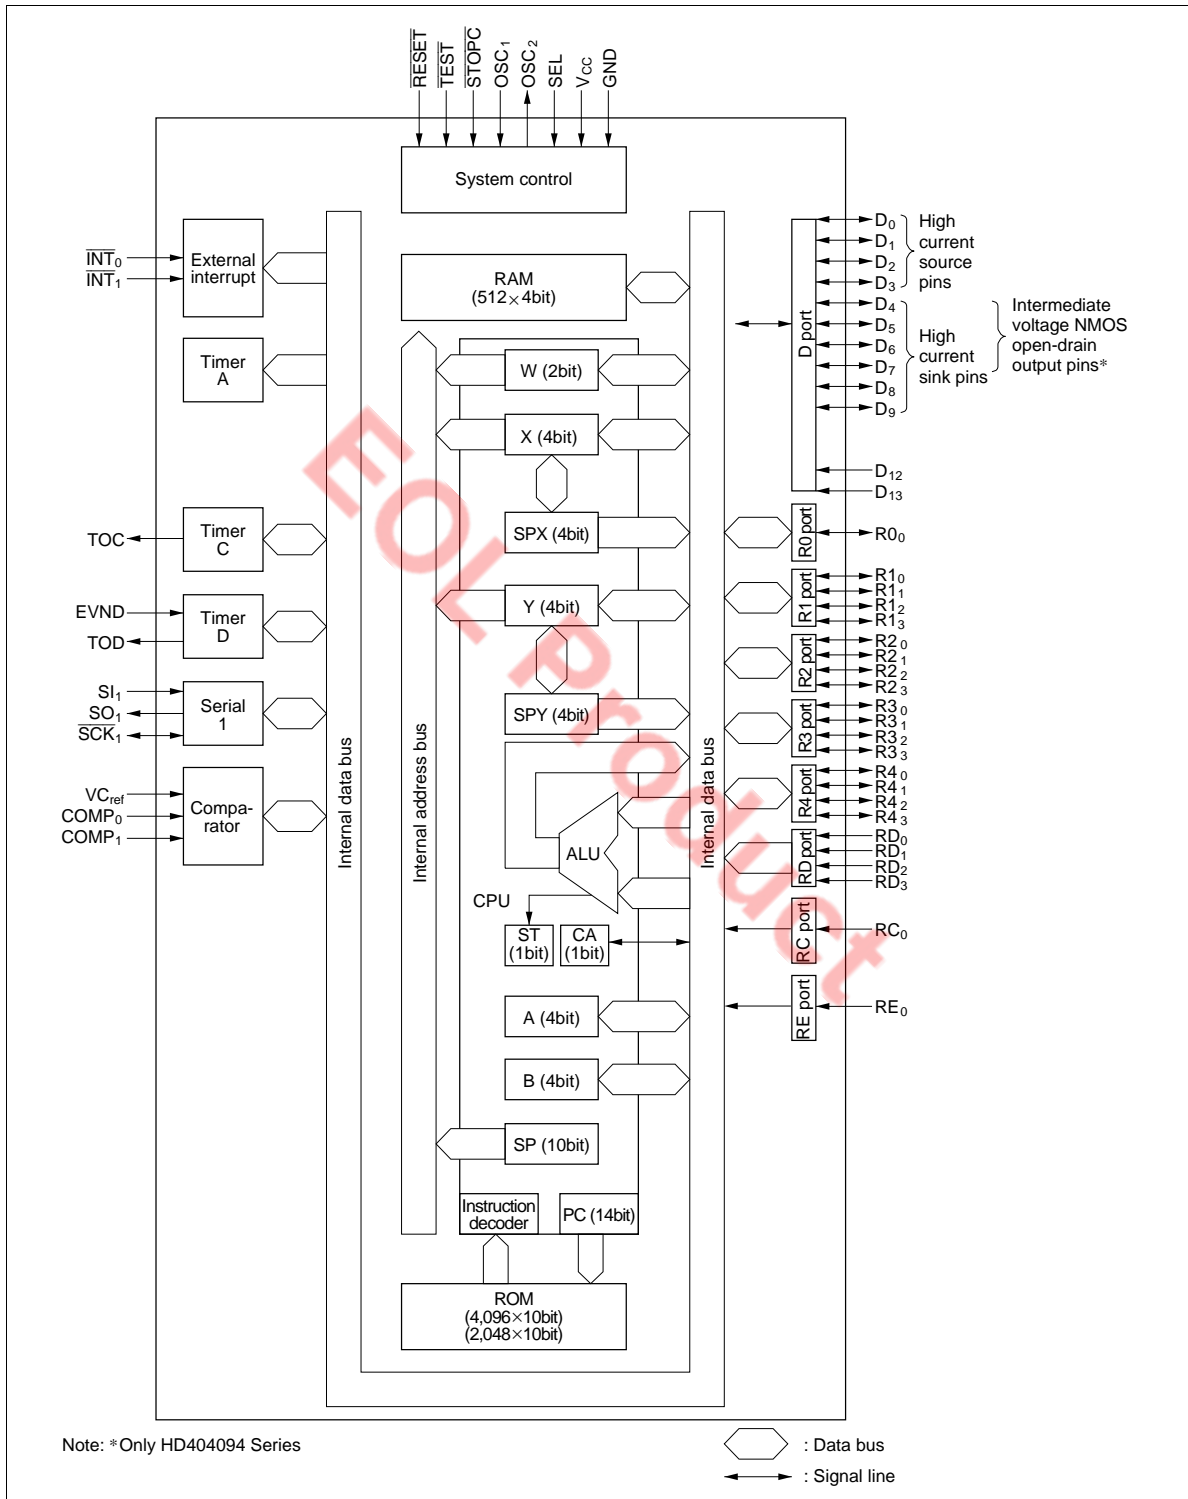 RESET
TEST
STOPC
OSC1
OSC2
SEL
VCC
GND
System control
INT0
INT1
External
interrupt
RAM
(512×4bit)
Timer
A
W (2bit)
X (4bit)
SPX (4bit)
TOC
Timer
C
Y (4bit)
EVND
TOD
Timer
D
SPY (4bit)
SI1
SO1
SCK1
Serial
1
VCref
COMP0
COMP1
Compa-
rator
Internal data bus
Internal address bus
Internal data bus
ALU
CPU
ST
(1bit)
CA
(1bit)
A (4bit)
B (4bit)
SP (10bit)
Instruction
decoder
PC (14bit)
ROM
(4,096×10bit)
(2,048×10bit)
D port
D0
D1
D2
D3
D4
D5
D6
D7
D8
D9
D12
D13
High
current
source
pins
High
current
sink pins
Intermediate
voltage NMOS
open-drain
output pins*
R0 port
R00
R1 port
R10
R11
R12
R13
R2 port
R20
R21
R22
R23
R3 port
R30
R31
R32
R33
R4 port
R40
R41
R42
R43
RD port
RD0
RD1
RD2
RD3
RC port
RC0
RE port
RE0
EOL Product
Note: *Only HD404094 Series
: Data bus
: Signal line